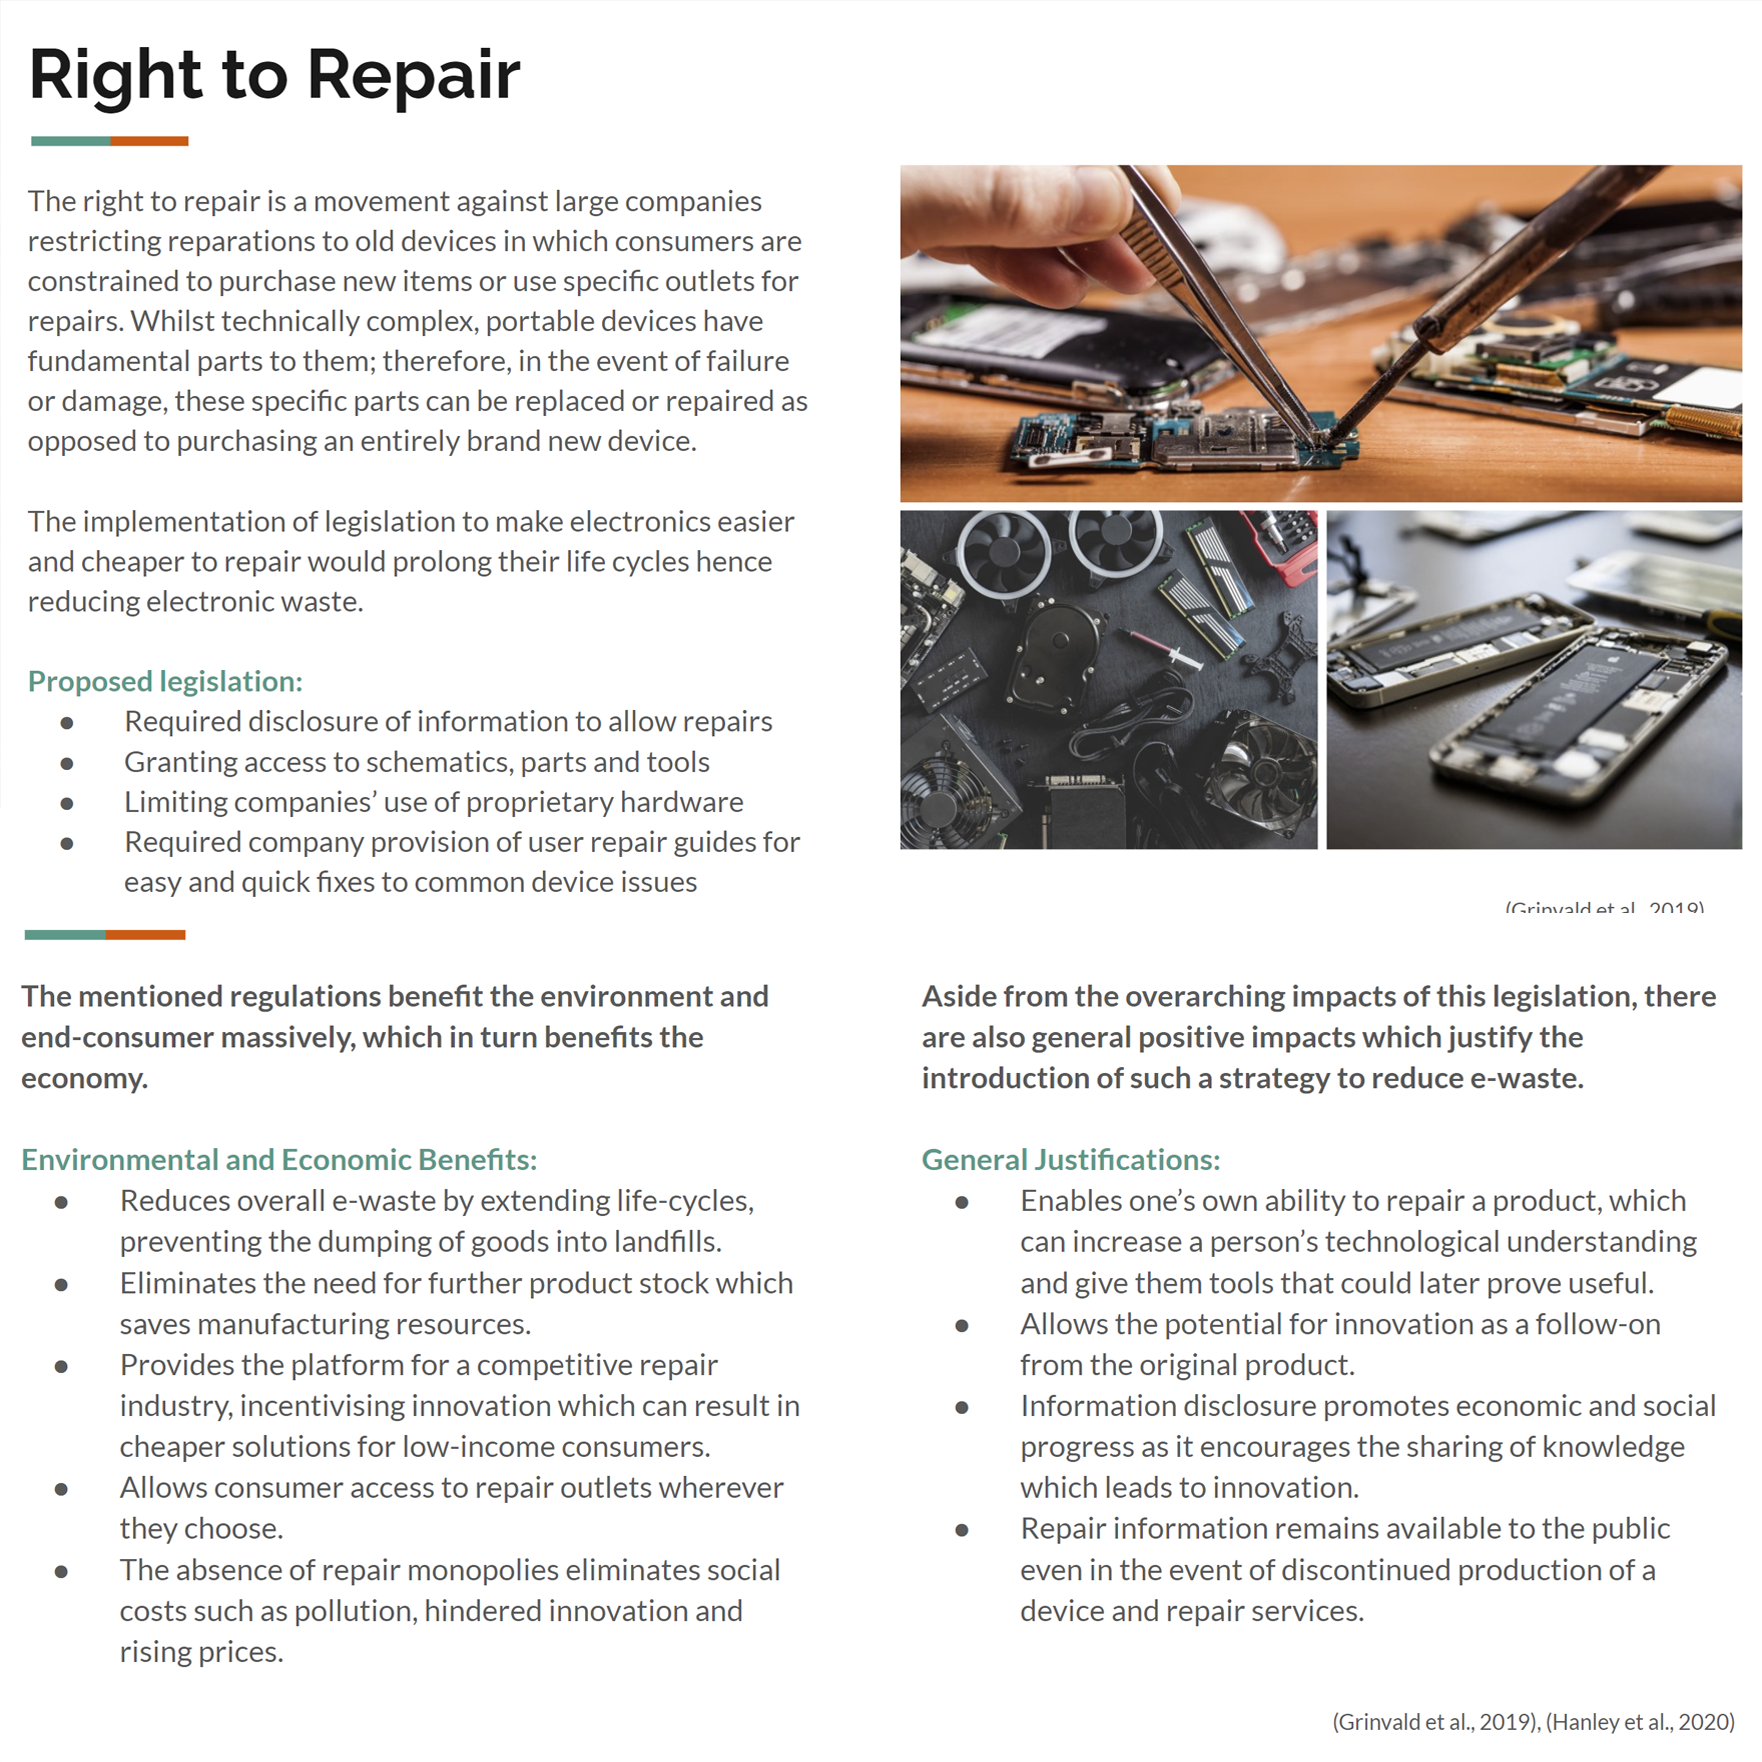 Right to Repair
The right to repair is a movement against large companies
restricting reparations to old devices in which consumers are
constrained to purchase new items or use specific outlets for
repairs. Whilst technically complex, portable devices have
fundamental parts to them; therefore, in the event of failure
or damage, these specific parts can be replaced or repaired as
opposed to purchasing an entirely brand new device.
The implementation of legislation to make electronics easier
and cheaper to repair would prolong their life cycles hence
reducing electronic waste.
Proposed legislation:
● Required disclosure of information to allow repairs
● Granting access to schematics, parts and tools
● Limiting companies’ use of proprietary hardware
● Required company provision of user repair guides for
easy and quick fixes to common device issues
(Grinvald et al., 2019)
The mentioned regulations benefit the environment and
end-consumer massively, which in turn benefits the
economy.
Environmental and Economic Benefits:
● Reduces overall e-waste by extending life-cycles,
preventing the dumping of goods into landfills.
● Eliminates the need for further product stock which
saves manufacturing resources.
● Provides the platform for a competitive repair
industry, incentivising innovation which can result in
cheaper solutions for low-income consumers.
● Allows consumer access to repair outlets wherever
they choose.
● The absence of repair monopolies eliminates social
costs such as pollution, hindered innovation and
rising prices.
Aside from the overarching impacts of this legislation, there
are also general positive impacts which justify the
introduction of such a strategy to reduce e-waste.
General Justifications:
● Enables one’s own ability to repair a product, which
can increase a person’s technological understanding
and give them tools that could later prove useful.
● Allows the potential for innovation as a follow-on
from the original product.
● Information disclosure promotes economic and social
progress as it encourages the sharing of knowledge
which leads to innovation.
● Repair information remains available to the public
even in the event of discontinued production of a
device and repair services.
(Grinvald et al., 2019), (Hanley et al., 2020)